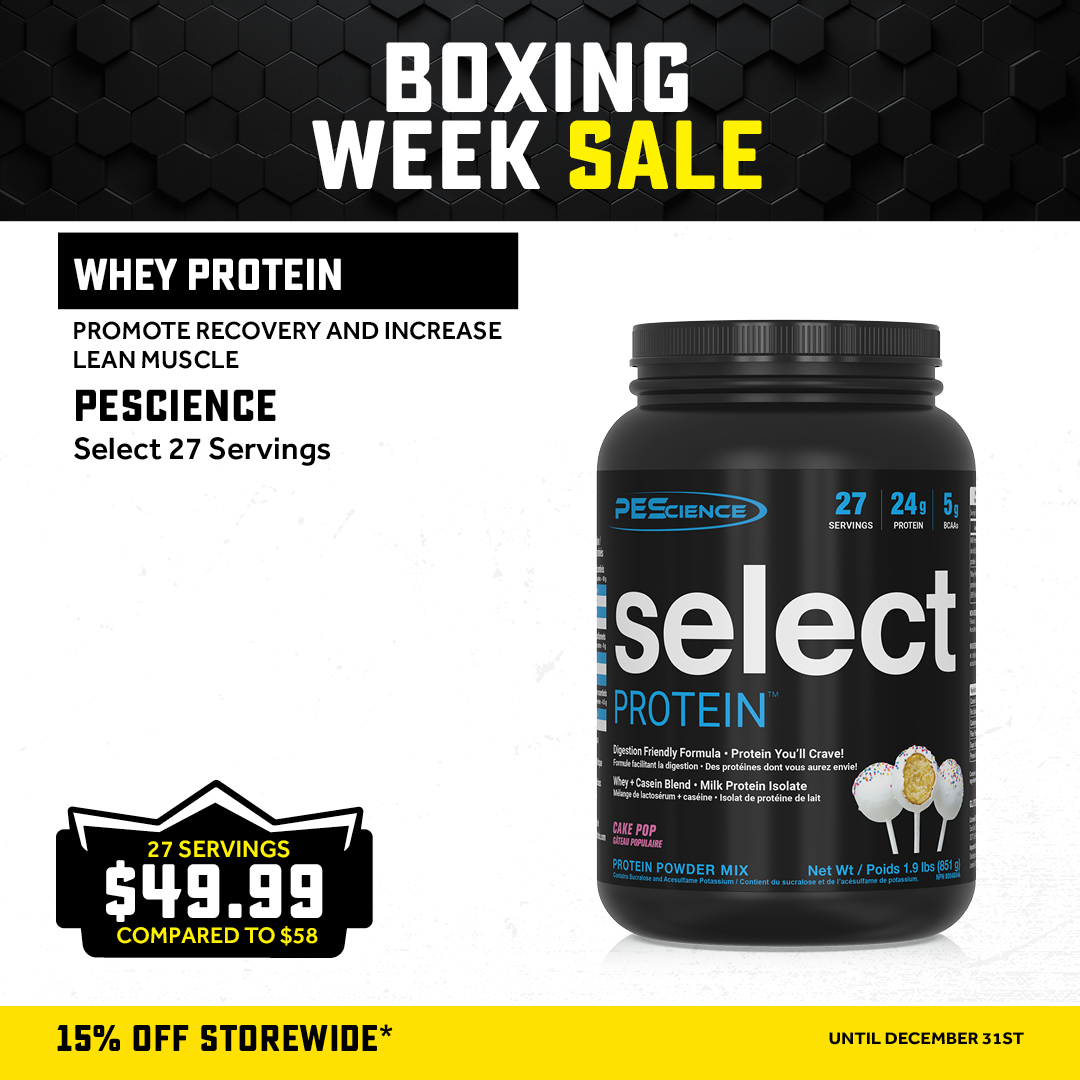 BOXING
WEEK SALE
WHEY PROTEIN
PROMOTE RECOVERY AND INCREASE
LEAN MUSCLE
PESCIENCE
Select 27 Servings
PEScience
27
SERVINGS
24g
PROTEIN
5g
BCAAs
select
PROTEIN™
Digestion Friendly Formula • Protein You'll Crave!
Formule facilitant la digestion • Des protéines dont vous aurez envie!
Whey + Casein Blend • Milk Protein Isolate
Mélange de lactosérum + caséine • Isolat de protéine de lait
CAKE POP
GÂTEAU POPULAIRE
PROTEIN POWDER MIX
Net Wt / Poids 1.9 lbs (851 g)
Contains Sucralose and Acesulfame Potassium / Contient du sucralose et de l'acésulfame de potassium.
27 SERVINGS
$49.99
COMPARED TO $58
15% OFF STOREWIDE*
UNTIL DECEMBER 31ST